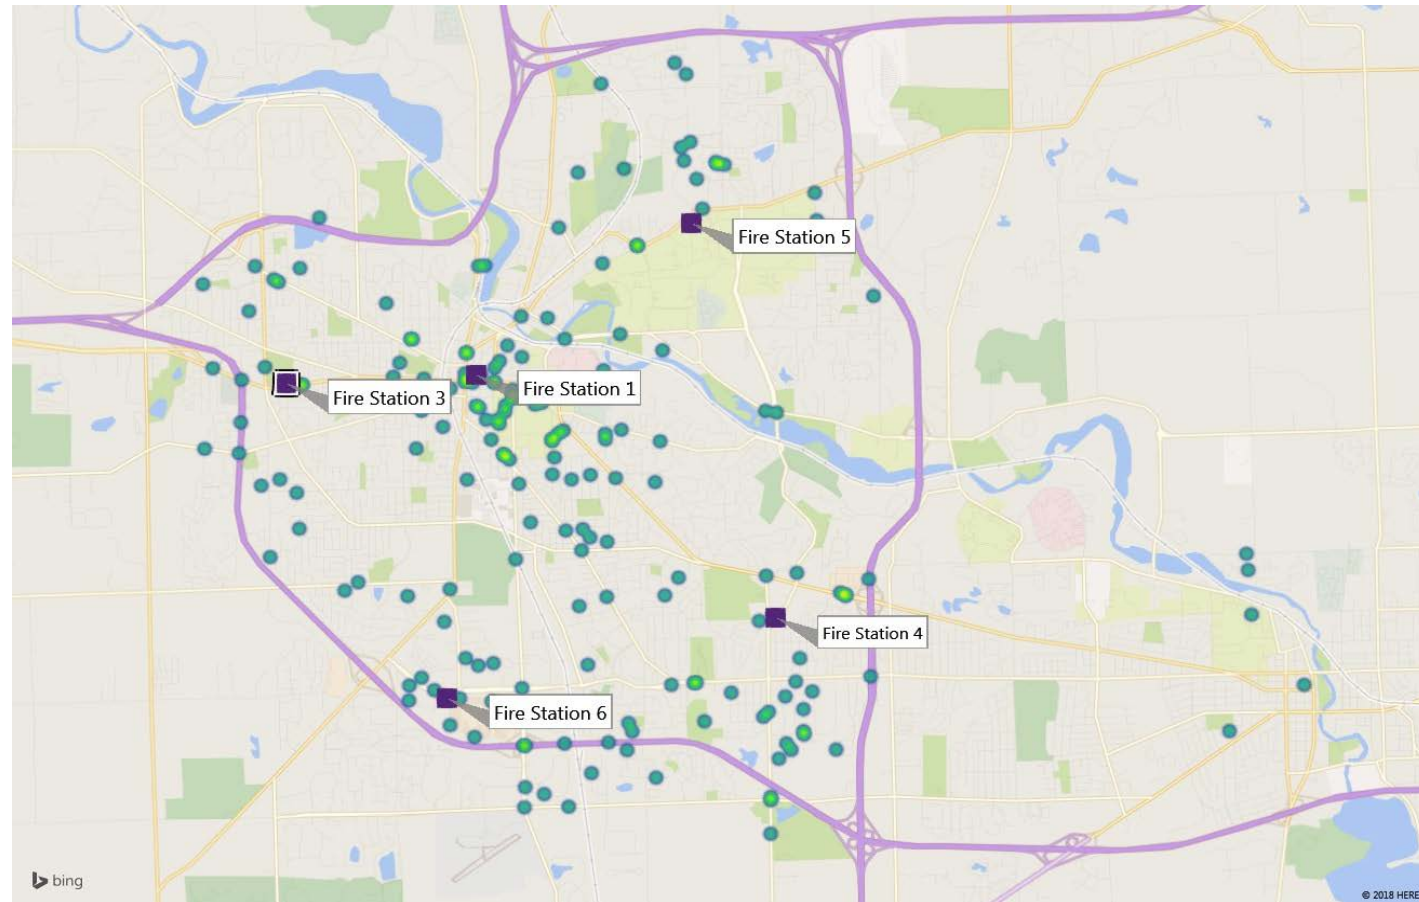 Fire Station 5
Fire Station 1
Fire Station 3
Fire Station 4
Fire Station 6
bing
© 2018 HERE